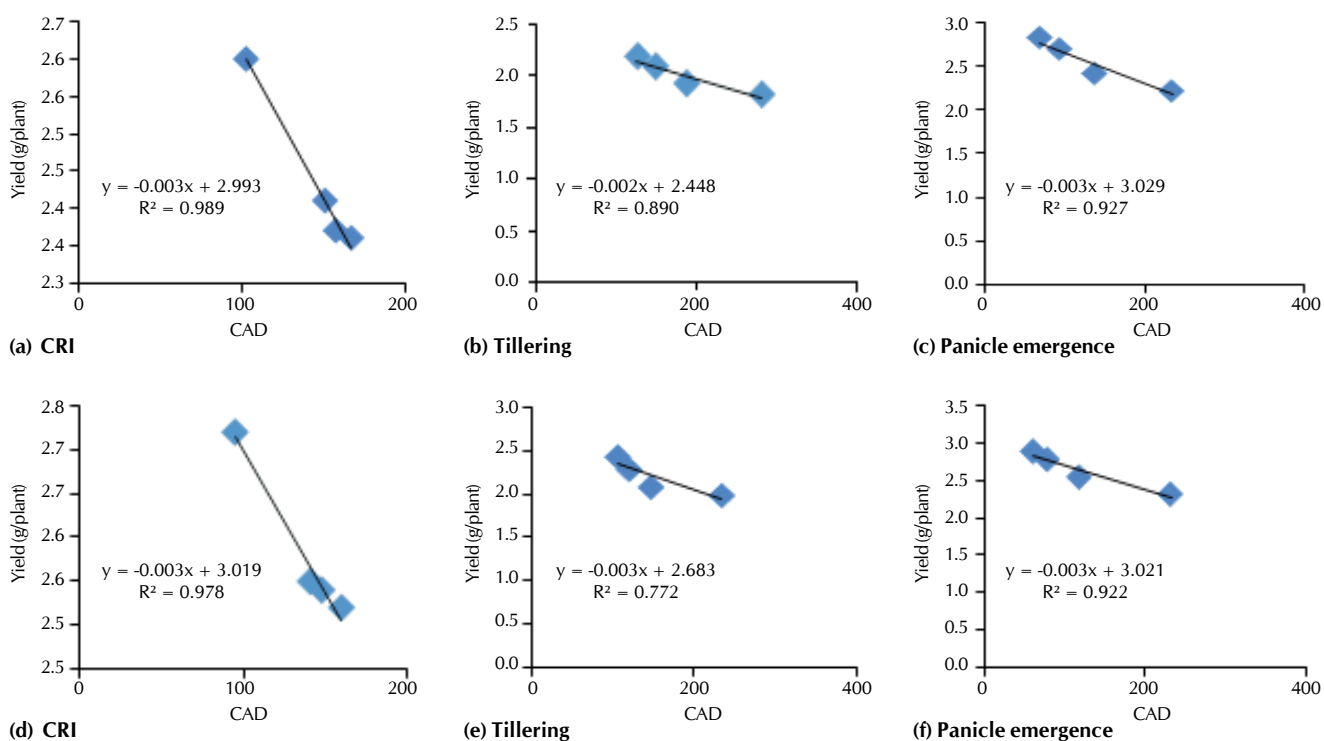 2.7
2.6
2.6
2.5
2.5
2.4
2.4
2.3
Yield (g/plant)
y = -0.003x + 2.993
R² = 0.989
0 100 200
CAD
(a) CRI
2.5
2.0
1.5
1.0
0.5
0.0
Yield (g/plant)
y = -0.002x + 2.448
R² = 0.890
0 200 400
CAD
(b) Tillering
3.0
2.5
2.0
1.5
1.0
0.5
0.0
Yield (g/plant)
y = -0.003x + 3.029
R² = 0.927
0 200 400
CAD
(c) Panicle emergence
2.8
2.7
2.7
2.6
2.6
2.5
2.5
Yield (g/plant)
y = -0.003x + 3.019
R² = 0.978
0 100 200
CAD
(d) CRI
3.0
2.5
2.0
1.5
1.0
0.5
0.0
Yield (g/plant)
y = -0.003x + 2.683
R² = 0.772
0 200 400
CAD
(e) Tillering
3.5
3.0
2.5
2.0
1.5
1.0
0.5
0.0
Yield (g/plant)
y = -0.003x + 3.021
R² = 0.922
0 200 400
CAD
(f) Panicle emergence